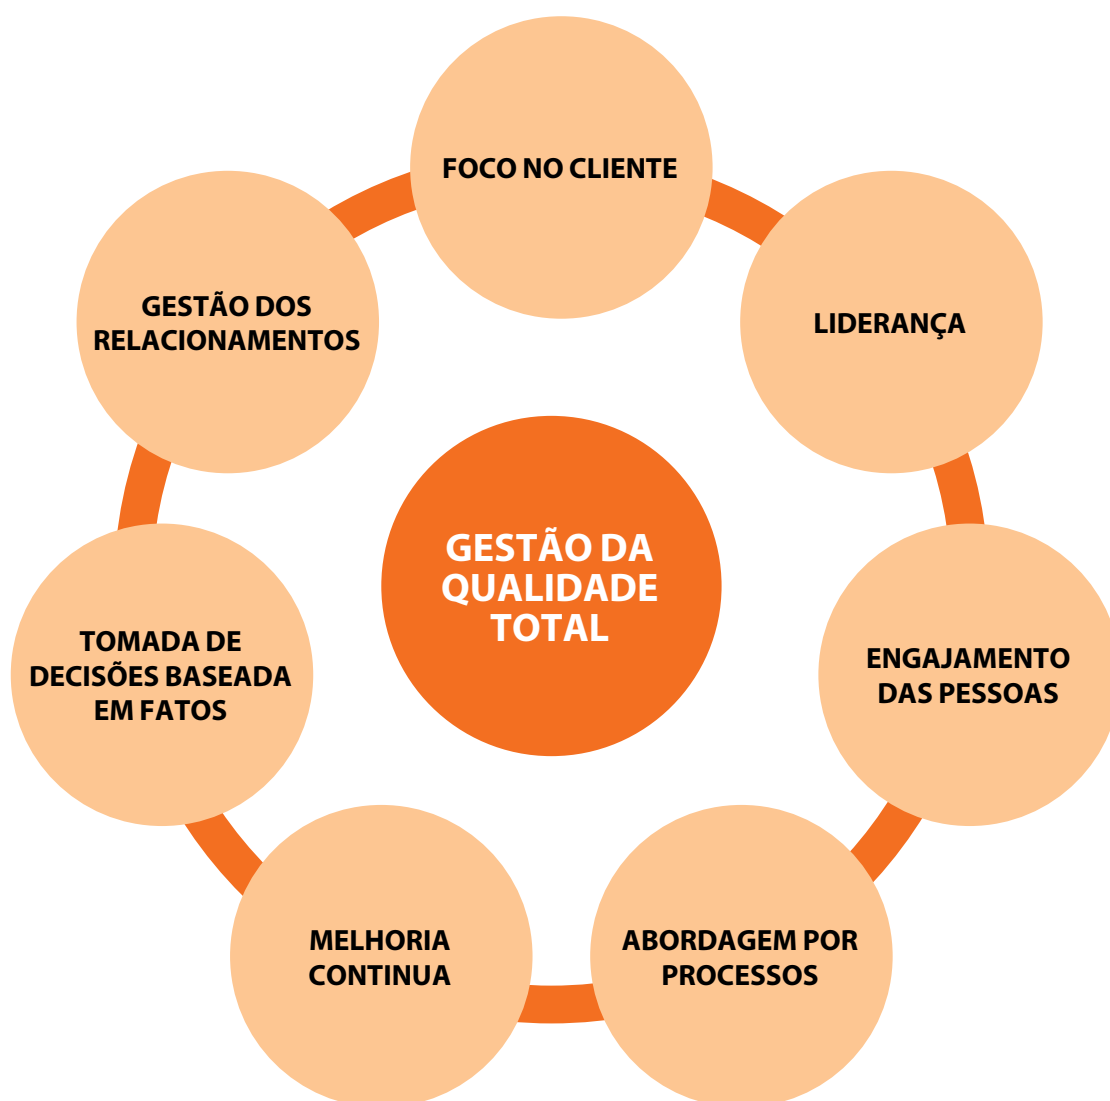 FOCO NO CLIENTE
LIDERANÇA
ENGAJAMENTO
DAS PESSOAS
ABORDAGEM POR
PROCESSOS
MELHORIA
CONTINUA
TOMADA DE
DECISÕES BASEADA
EM FATOS
GESTÃO DOS
RELACIONAMENTOS
GESTÃO DA
QUALIDADE
TOTAL